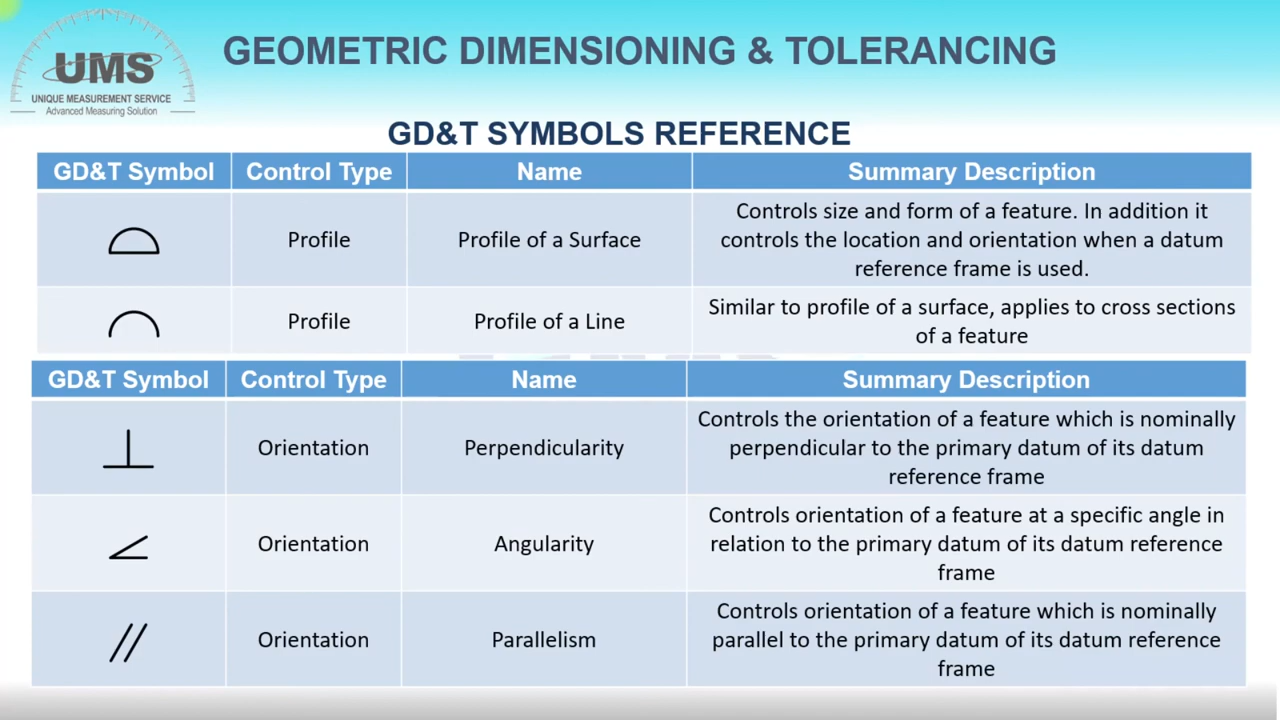 UMS
UNIQUE MEASUREMENT SERVICE
Advanced Measuring Solution
GEOMETRIC DIMENSIONING & TOLERANCING
GD&T SYMBOLS REFERENCE
GD&T Symbol Control Type Name Summary Description
Profile Profile of a Surface Controls size and form of a feature. In addition it
controls the location and orientation when a datum
reference frame is used.
Profile Profile of a Line Similar to profile of a surface, applies to cross sections
of a feature
GD&T Symbol Control Type Name Summary Description
Orientation Perpendicularity Controls the orientation of a feature which is nominally
perpendicular to the primary datum of its datum
reference frame
Orientation Angularity Controls orientation of a feature at a specific angle in
relation to the primary datum of its datum reference
frame
Orientation Parallelism Controls orientation of a feature which is nominally
parallel to the primary datum of its datum reference
frame